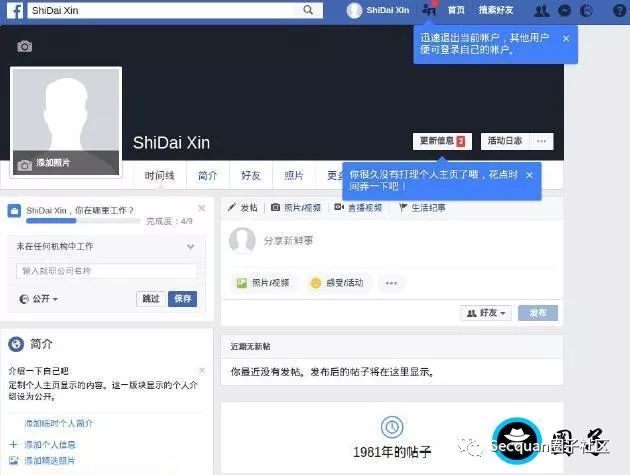 f
ShiDai Xin
ShiDai Xin
首页
搜索好友
迅速退出当前帐户，其他用户
便可登录自己的帐户。
×
添加照片
ShiDai Xin
更新信息 3
活动日志
···
你很久没有打理个人主页了哦，花点时
间弄一下吧！
×
时间线
简介
好友
照片
更多
ShiDai Xin，你在哪里工作？
×
完成度：4/9
未在任何机构中工作
输入就职公司名称
公开
跳过
保存
发帖
照片/视频
直播视频
生活纪事
分享新鲜事
照片/视频
感受/活动
···
好友
发布
简介
介绍一下自己吧
×
定制个人主页显示的内容。这一版块显示的个人介
绍设为公开。
添加临时个人简介
+ 添加个人信息
添加精选照片
近期无新帖
你最近没有发帖。发布后的帖子将在这里显示。
1981年的帖子
Secquan圈子社区
圈子